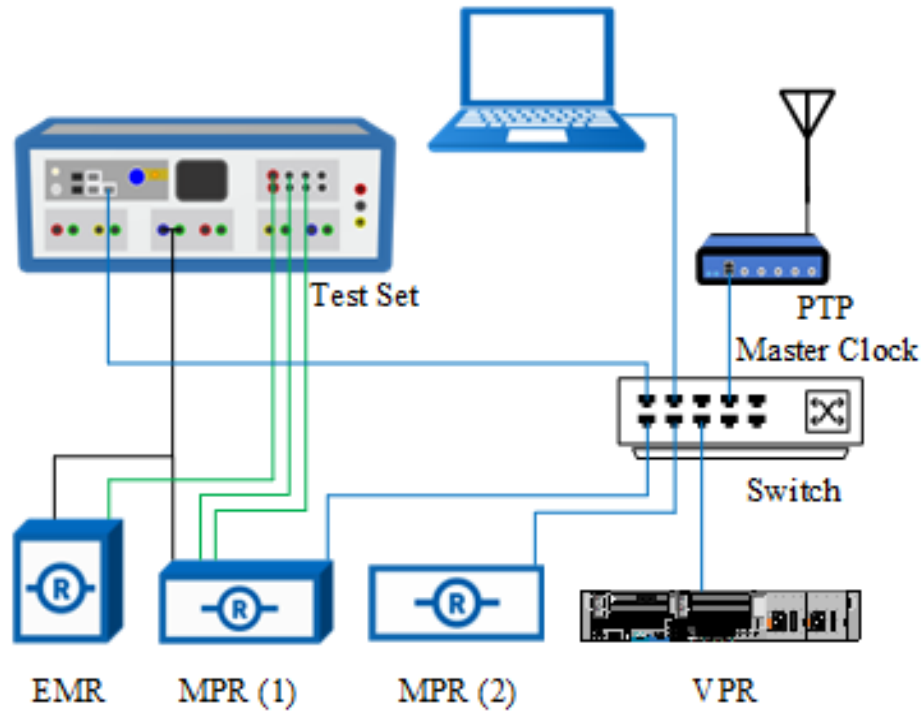 Test Set
PTP
Master Clock
Switch
R
R
R
EMR
MPR (1)
MPR (2)
VPR